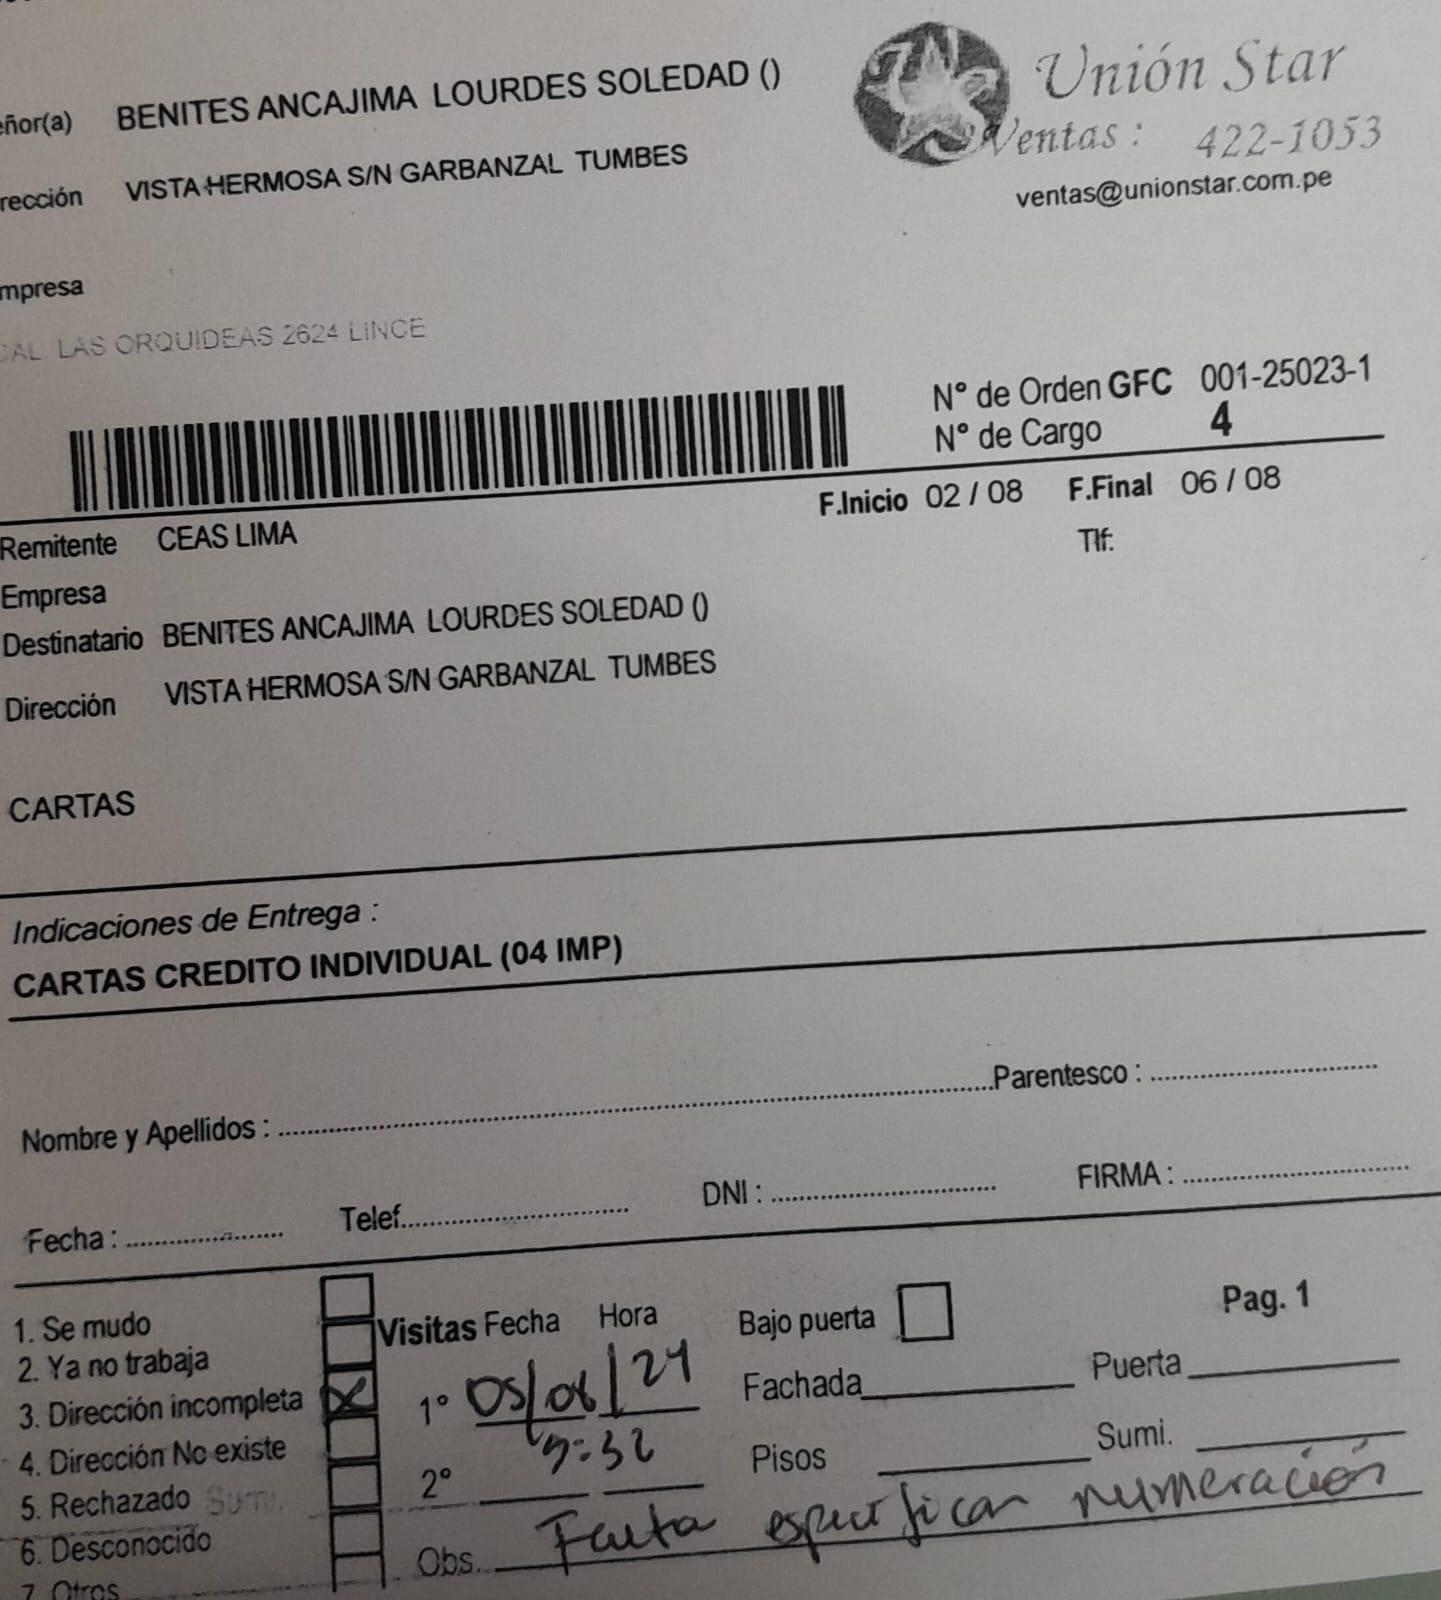 eñor(a) BENITES ANCAJIMA LOURDES SOLEDAD ()
Unión Star
Ventas : 422-1053
ventas@unionstar.com.pe
rección VISTA HERMOSA S/N GARBANZAL TUMBES
mpresa
CAL. LAS ORQUIDEAS 2624 LINCE
N° de Orden GFC 001-25023-1
N° de Cargo 4
F.Inicio 02 / 08 F.Final 06 / 08
Remitente CEAS LIMA
Tlf:
Empresa
Destinatario BENITES ANCAJIMA LOURDES SOLEDAD ()
Dirección VISTA HERMOSA S/N GARBANZAL TUMBES
CARTAS
Indicaciones de Entrega :
CARTAS CREDITO INDIVIDUAL (04 IMP)
Nombre y Apellidos : Parentesco :
Fecha : Telef. DNI : FIRMA :
1. Se mudo
2. Ya no trabaja
3. Dirección incompleta X
4. Dirección No existe
5. Rechazado
6. Desconocido
7. Otros
Visitas Fecha Hora
1° 05/08/24
9:32
2°
Bajo puerta
Pag. 1
Fachada Puerta
Pisos Sumi.
Obs. Falta especificar numeración